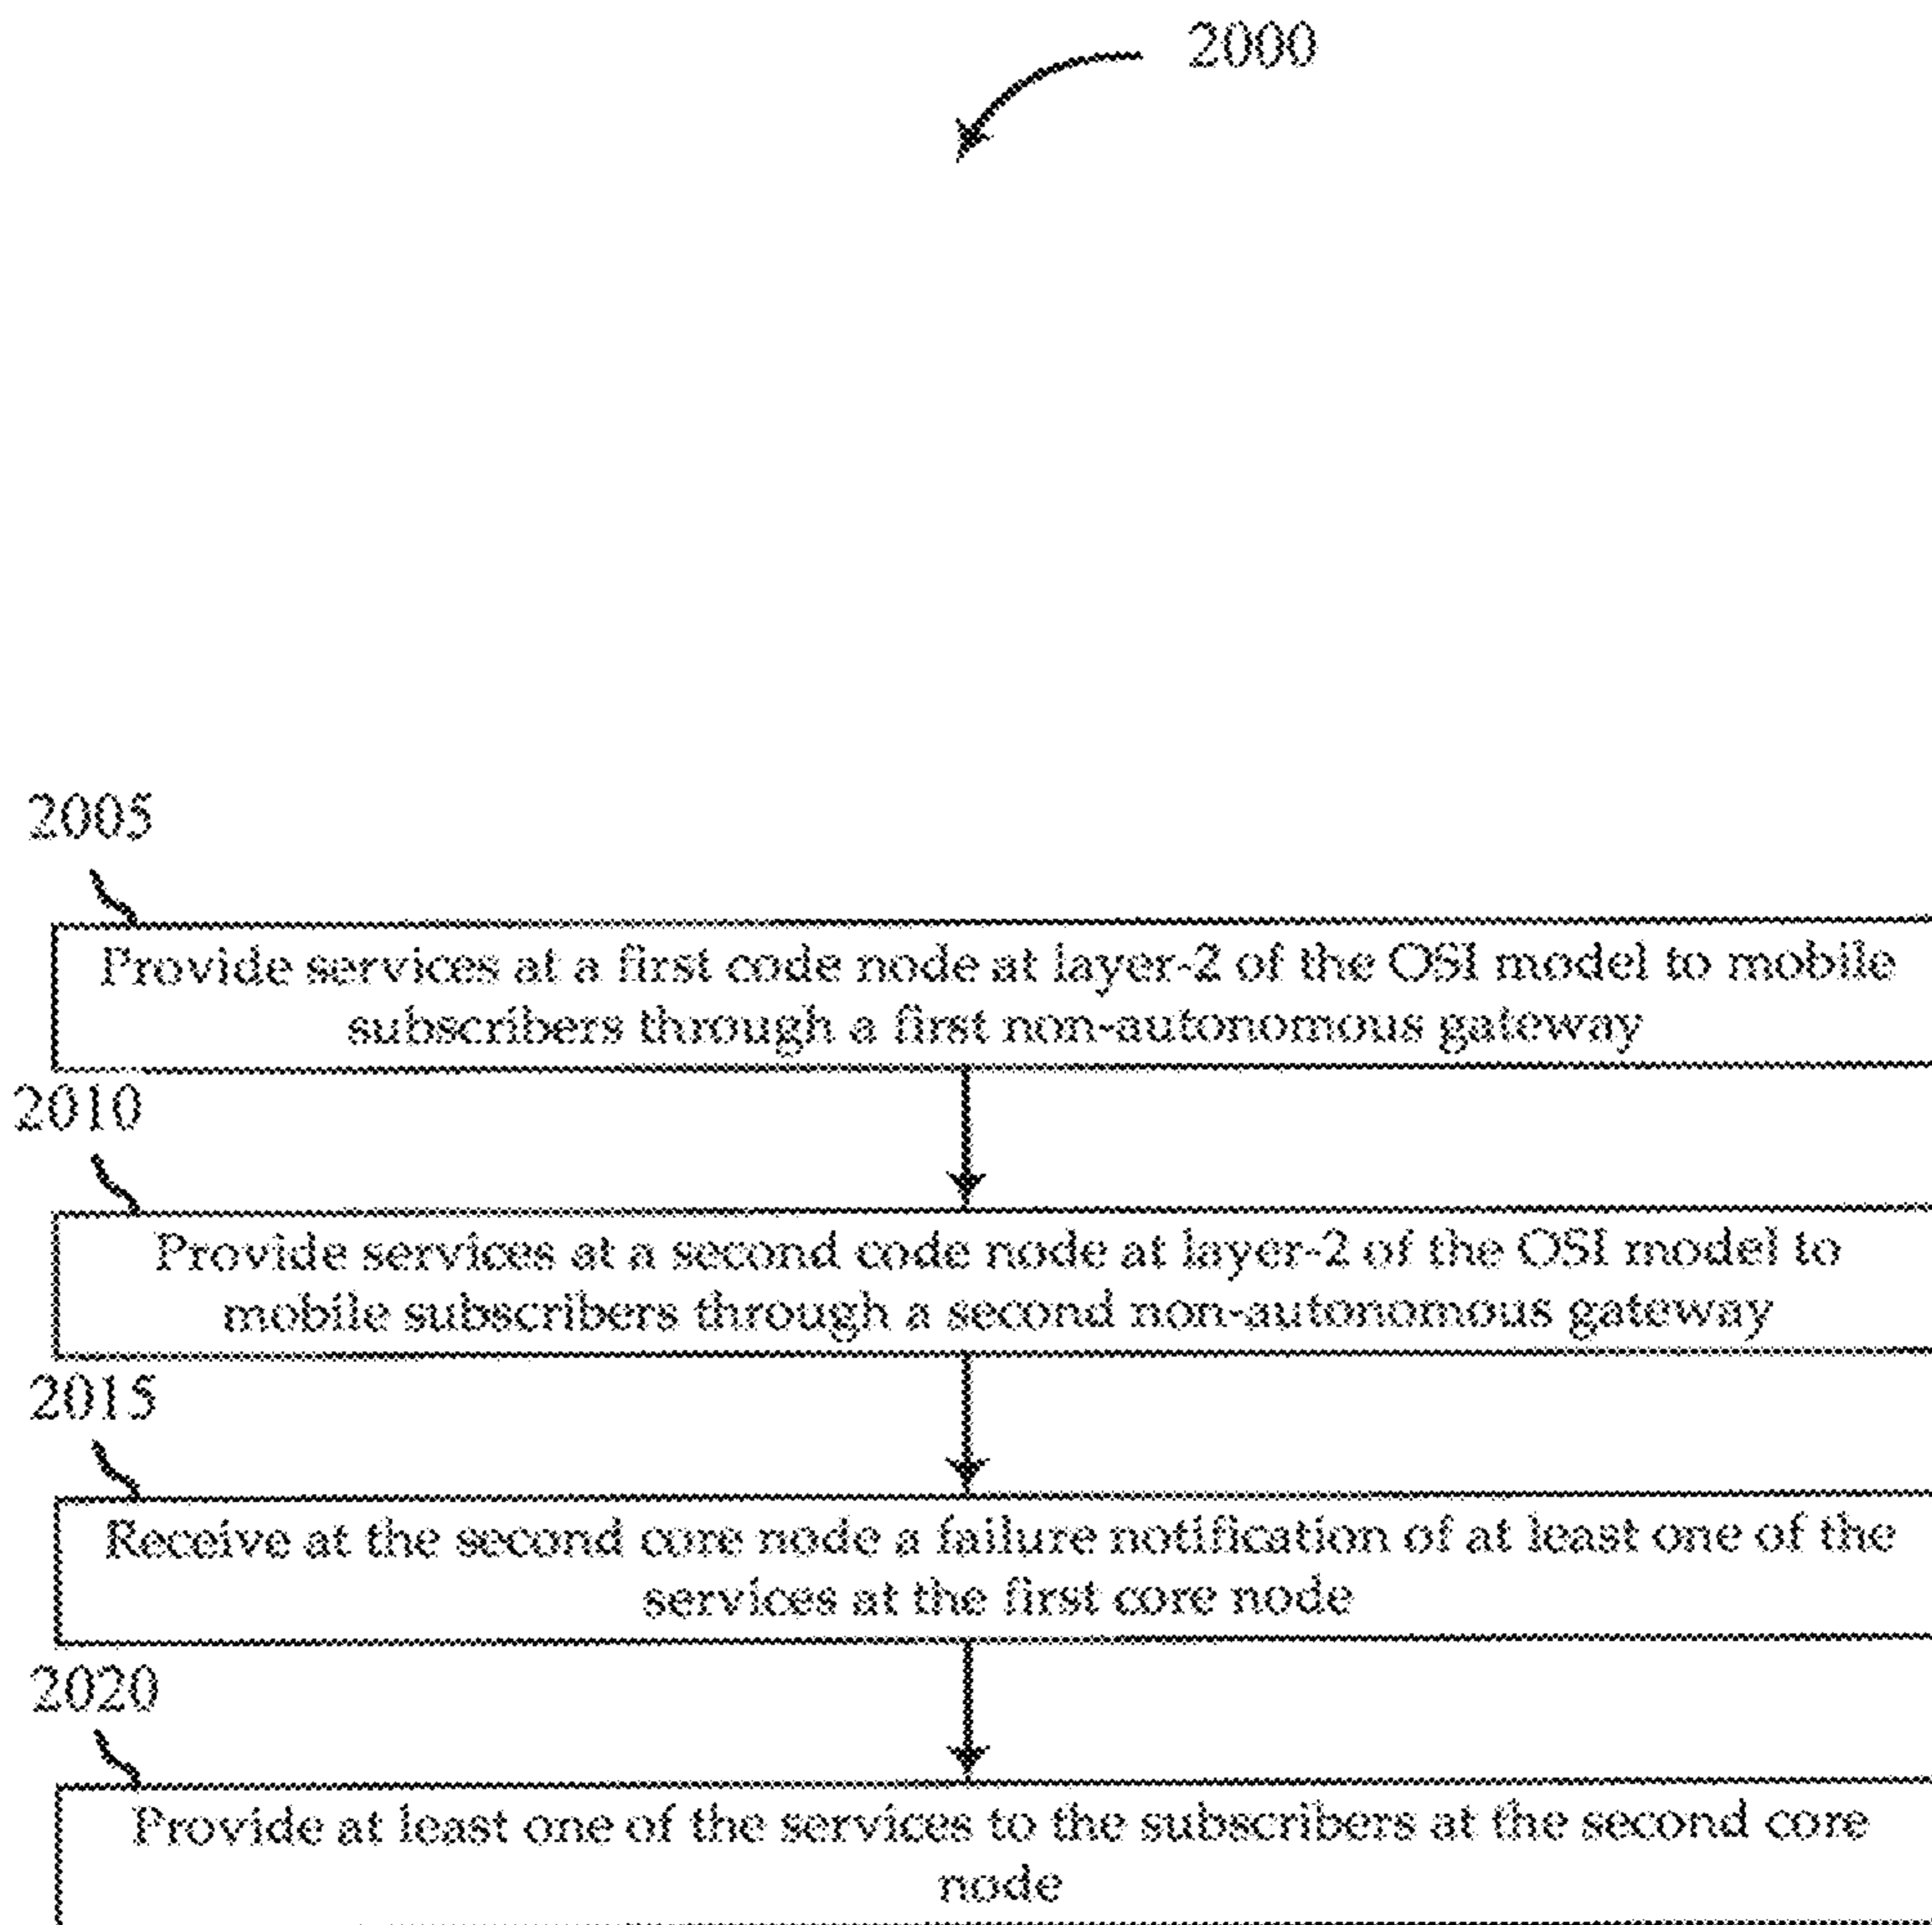 2000
2005
Provide services at a first code node at layer-2 of the OSI model to mobile
subscribers through a first non-autonomous gateway
2010
Provide services at a second code node at layer-2 of the OSI model to
mobile subscribers through a second non-autonomous gateway
2015
Receive at the second core node a failure notification of at least one of the
services at the first core node
2020
Provide at least one of the services to the subscribers at the second core
node